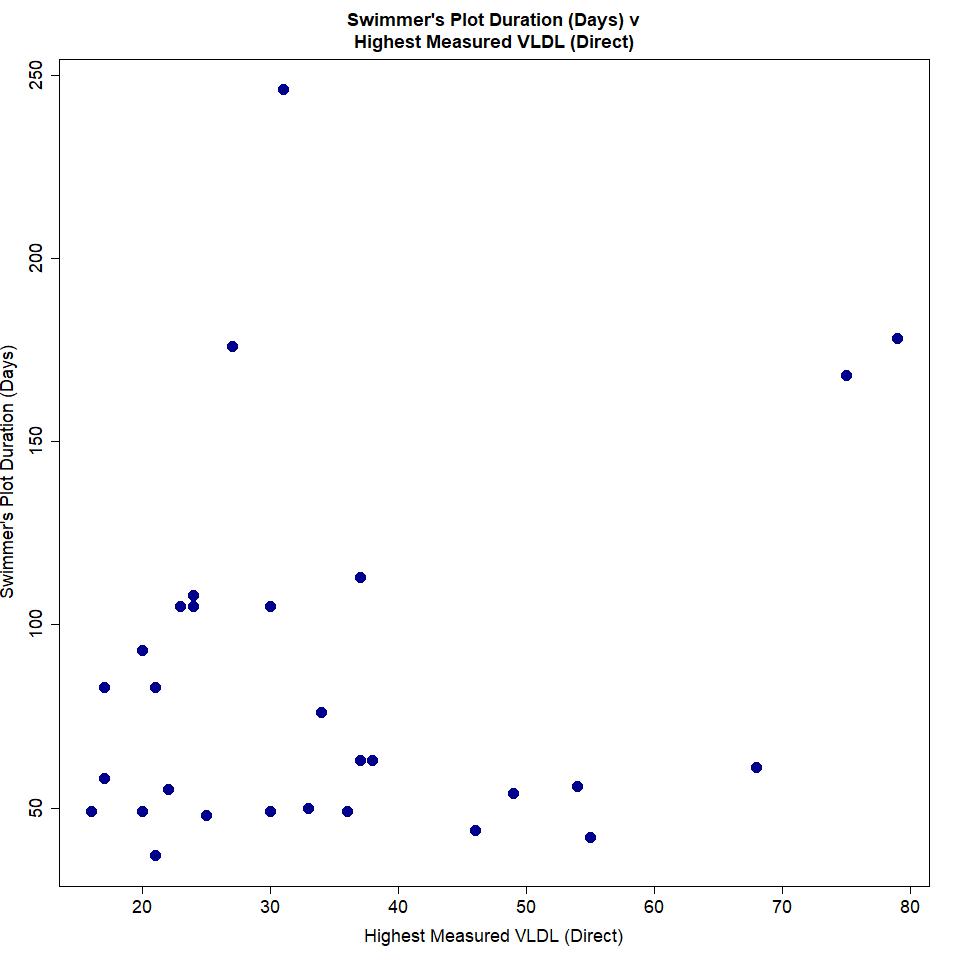 Swimmer's Plot Duration (Days) v
Highest Measured VLDL (Direct)
Swimmer's Plot Duration (Days)
250
200
150
100
50
20 30 40 50 60 70 80
Highest Measured VLDL (Direct)